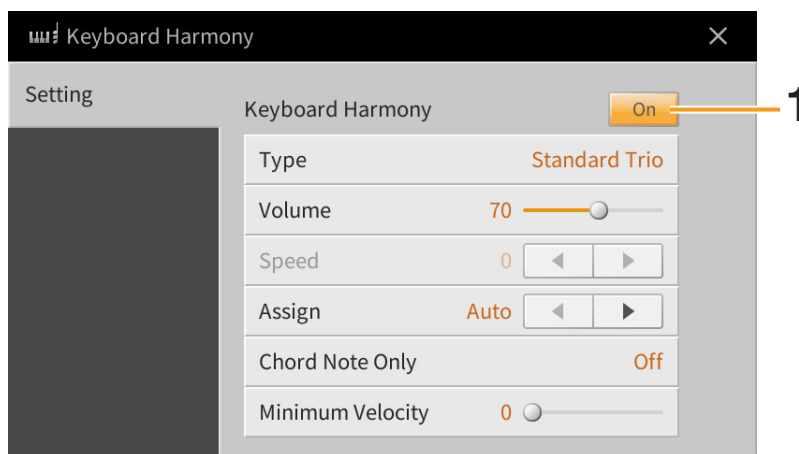 Keyboard Harmony
Setting
Keyboard Harmony On 1
Type Standard Trio
Volume 70
Speed 0
Assign Auto
Chord Note Only Off
Minimum Velocity 0